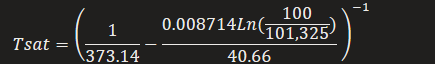 Tsat = (1/373.14 − 0.008714Ln(100/101,325)/40.66)^−1